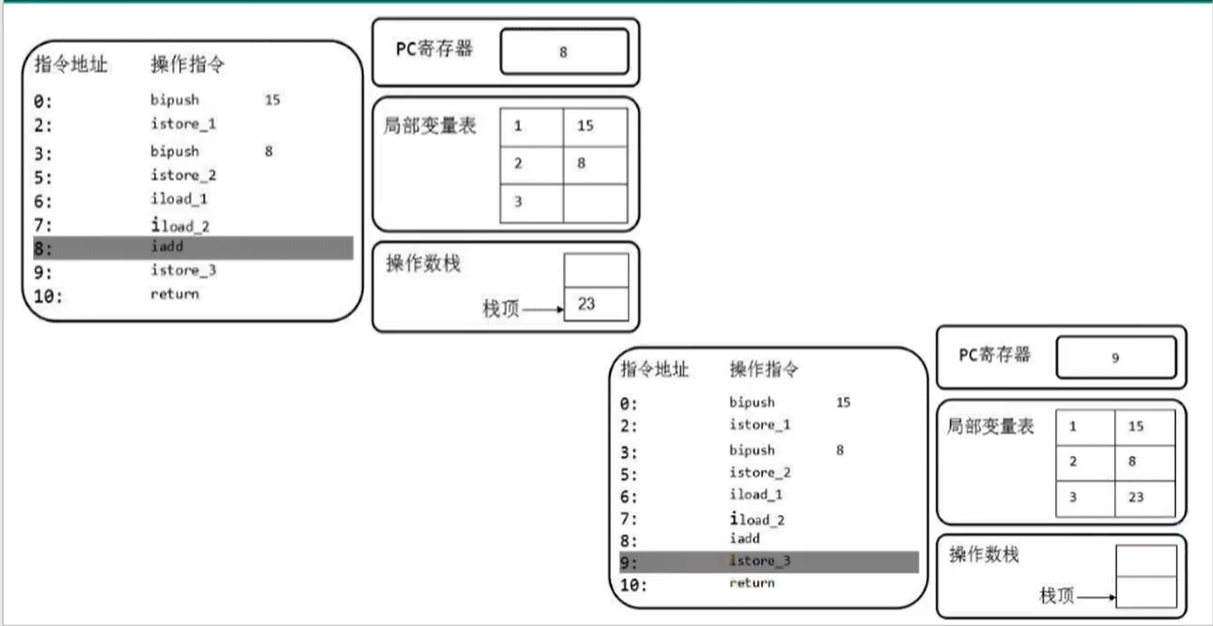 指令地址 操作指令
0: bipush 15
2: istore_1
3: bipush 8
5: istore_2
6: iload_1
7: iload_2
8: iadd
9: istore_3
10: return
PC寄存器 8
局部变量表 1 15
2 8
3
操作数栈
栈顶 23
指令地址 操作指令
0: bipush 15
2: istore_1
3: bipush 8
5: istore_2
6: iload_1
7: iload_2
8: iadd
9: istore_3
10: return
PC寄存器 9
局部变量表 1 15
2 8
3 23
操作数栈
栈顶